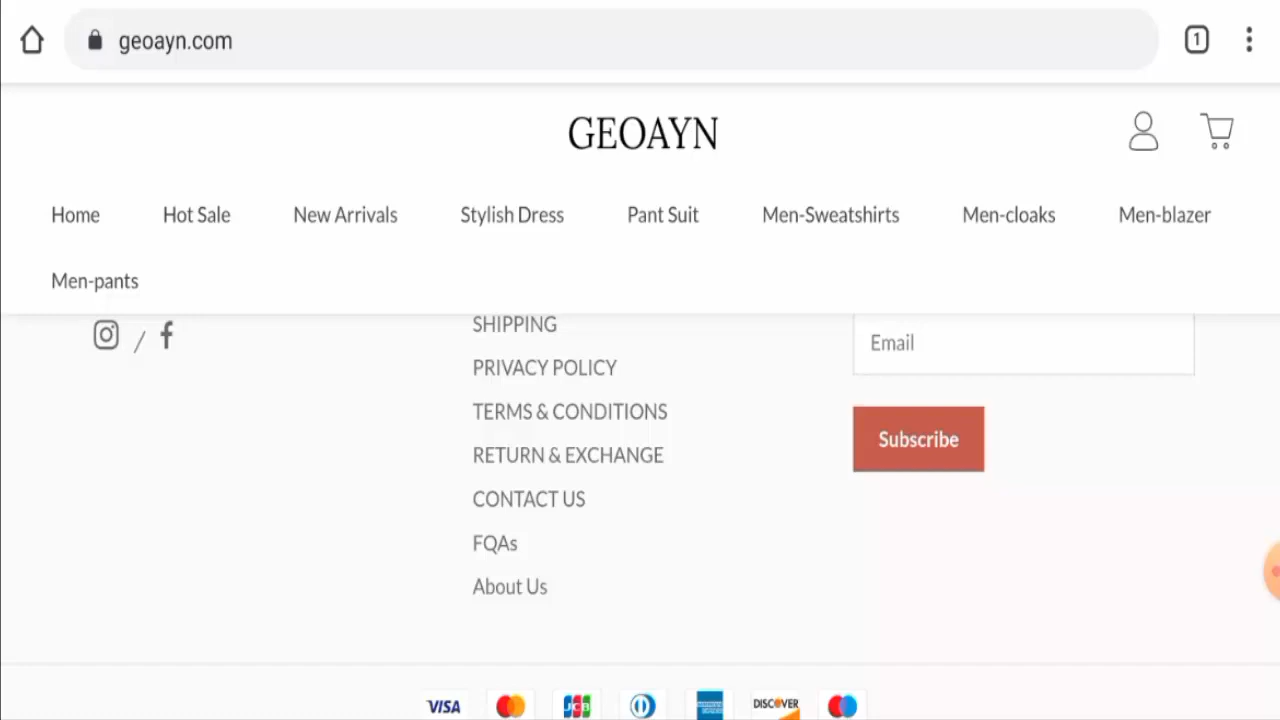 1
geoayn.com
GEOAYN
Home Hot Sale New Arrivals Stylish Dress Pant Suit Men-Sweatshirts Men-cloaks Men-blazer
Men-pants
/
SHIPPING
PRIVACY POLICY
TERMS & CONDITIONS
RETURN & EXCHANGE
CONTACT US
FQAs
About Us
Email
Subscribe
VISA JCB DISCOVER